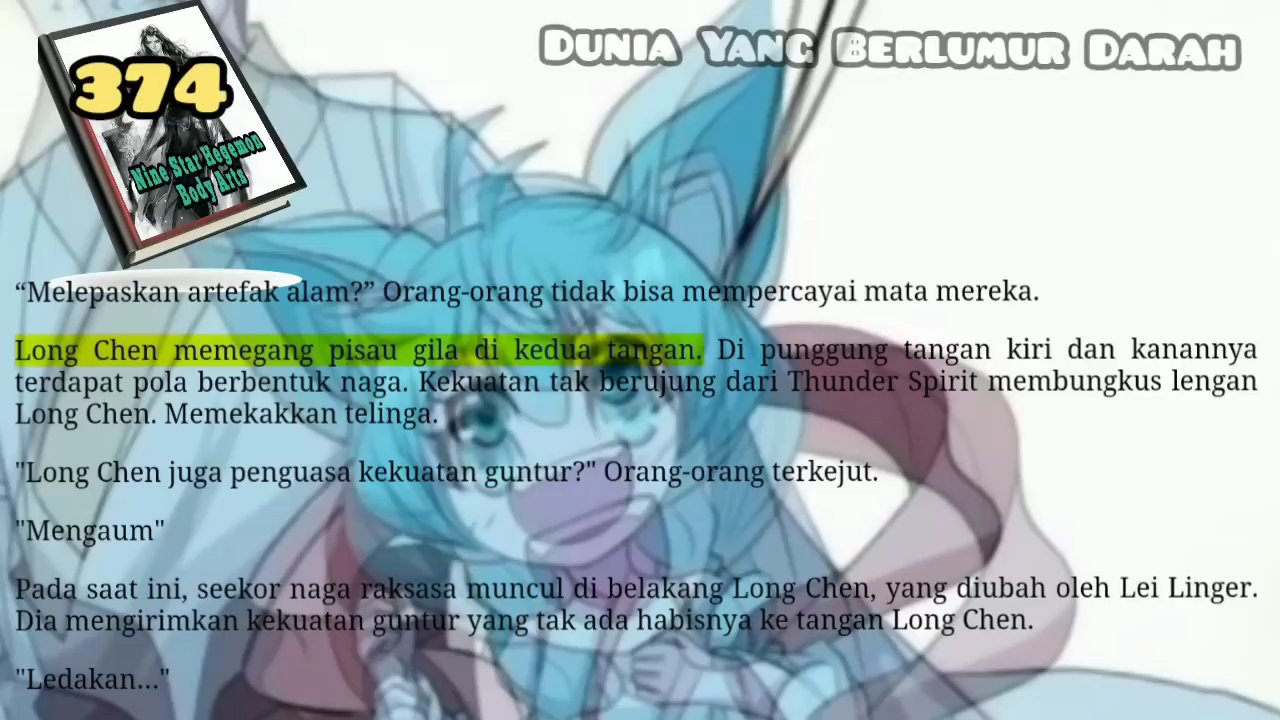 Dunia Yang Berlumur Darah
374
Nine Star Hegemon
Body Arts
“Melepaskan artefak alam?” Orang-orang tidak bisa mempercayai mata mereka.
Long Chen memegang pisau gila di kedua tangan. Di punggung tangan kiri dan kanannya
terdapat pola berbentuk naga. Kekuatan tak berujung dari Thunder Spirit membungkus lengan
Long Chen. Memekakkan telinga.
"Long Chen juga penguasa kekuatan guntur?" Orang-orang terkejut.
"Mengaum"
Pada saat ini, seekor naga raksasa muncul di belakang Long Chen, yang diubah oleh Lei Linger.
Dia mengirimkan kekuatan guntur yang tak ada habisnya ke tangan Long Chen.
"Ledakan..."